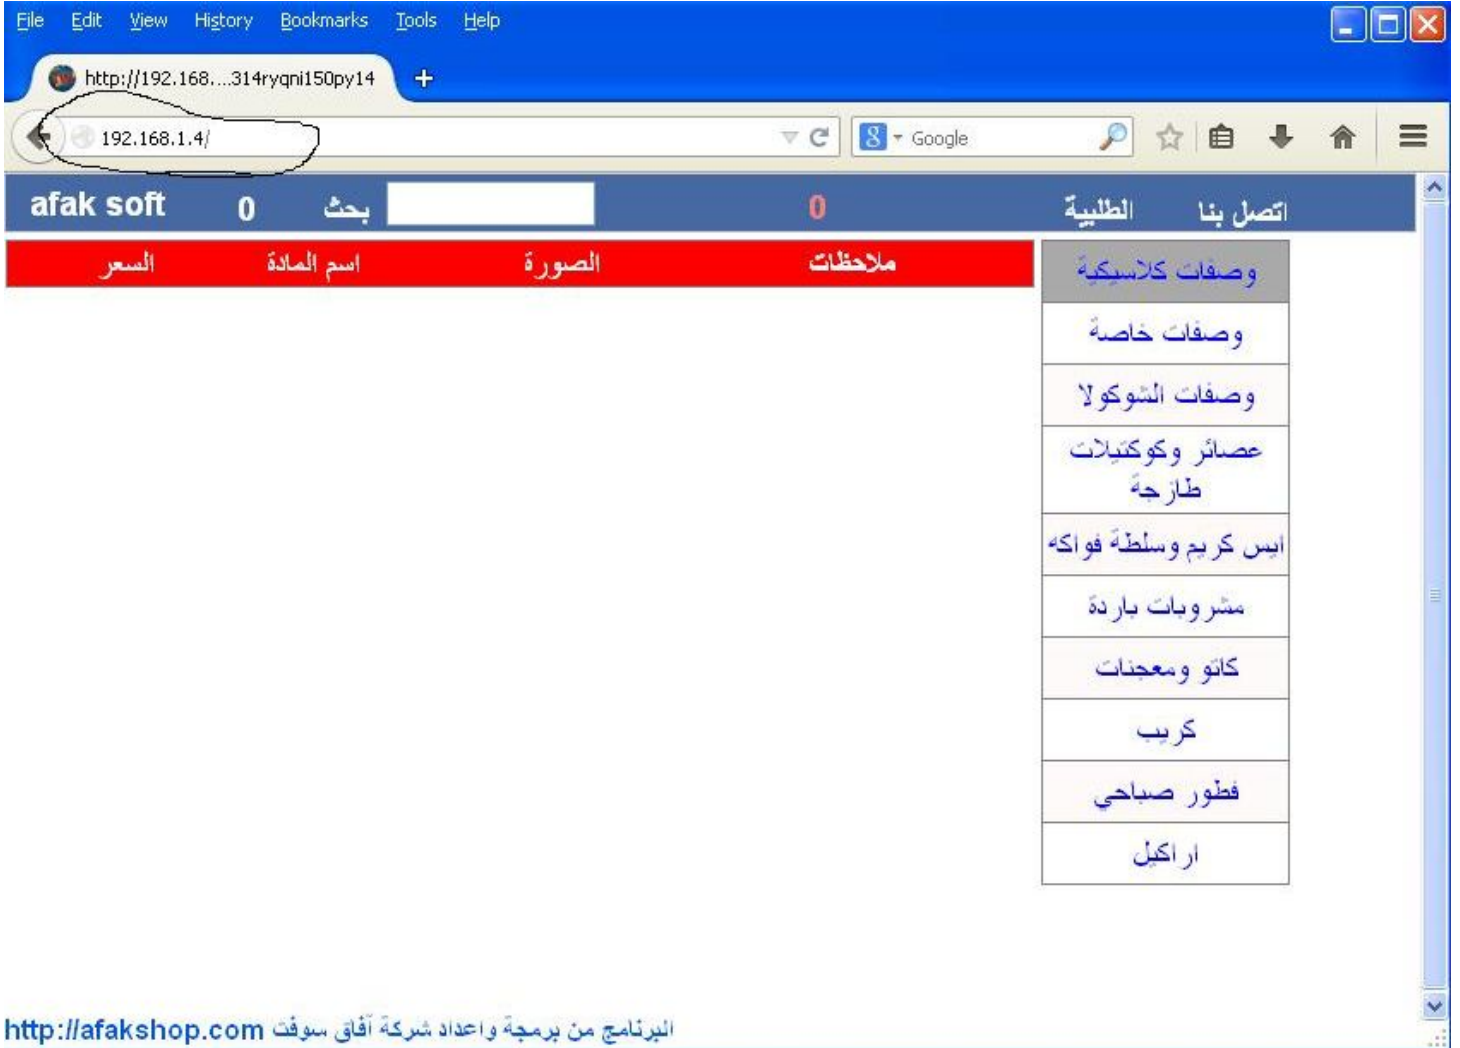 File Edit View History Bookmarks Tools Help
http://192.168....314ryqni150py14
192.168.1.4/
Google
afak soft 0 بحث 0 الطلبية اتصل بنا
السعر اسم المادة الصورة ملاحظات
وصفات كلاسيكية
وصفات خاصة
وصفات الشوكولا
عصائر وكوكتيلات
طازجة
ايس كريم وسلطة فواكه
مشروبات باردة
كاتو ومعجنات
كريب
فطور صباحي
اراكيل
البرنامج من برمجة واعداد شركة آفاق سوفت http://afakshop.com